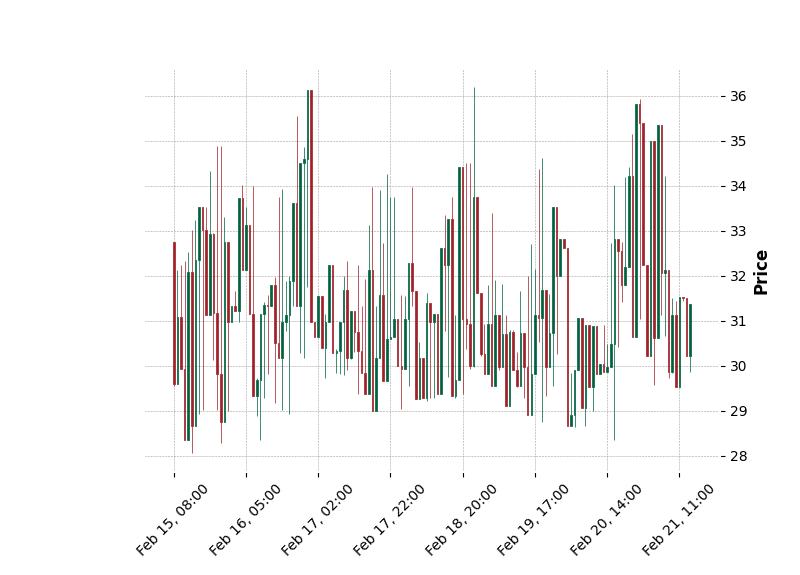 36
35
34
33
32
31
30
29
28
Price
Feb 15, 08:00
Feb 16, 05:00
Feb 17, 02:00
Feb 17, 22:00
Feb 18, 20:00
Feb 19, 17:00
Feb 20, 14:00
Feb 21, 11:00